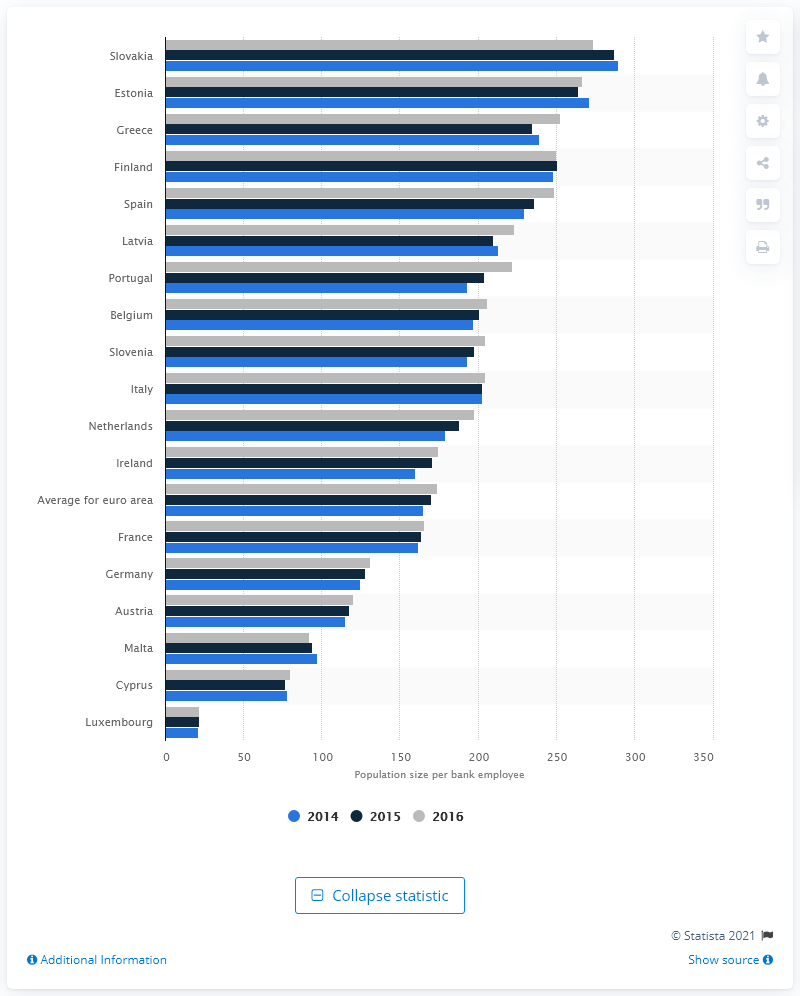 Slovakia
Estonia
Greece
Finland
Spain
Latvia
Portugal
Belgium
Slovenia
Italy
Netherlands
Ireland
Average for euro area
France
Germany
Austria
Malta
Cyprus
Luxembourg
0 50 100 150 200 250 300 350
Population size per bank employee
2014 2015 2016
Collapse statistic
© Statista 2021
Additional Information Show source